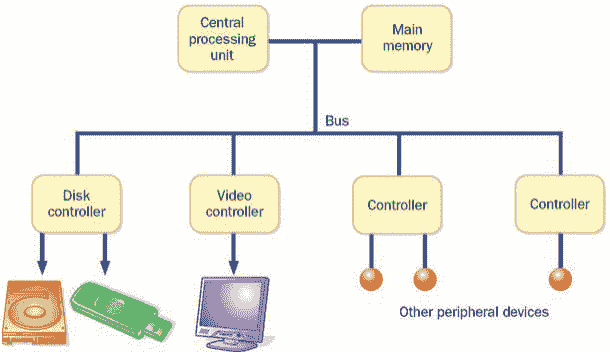 Central
processing
unit
Main
memory
Bus
Disk
controller
Video
controller
Controller
Controller
Other peripheral devices